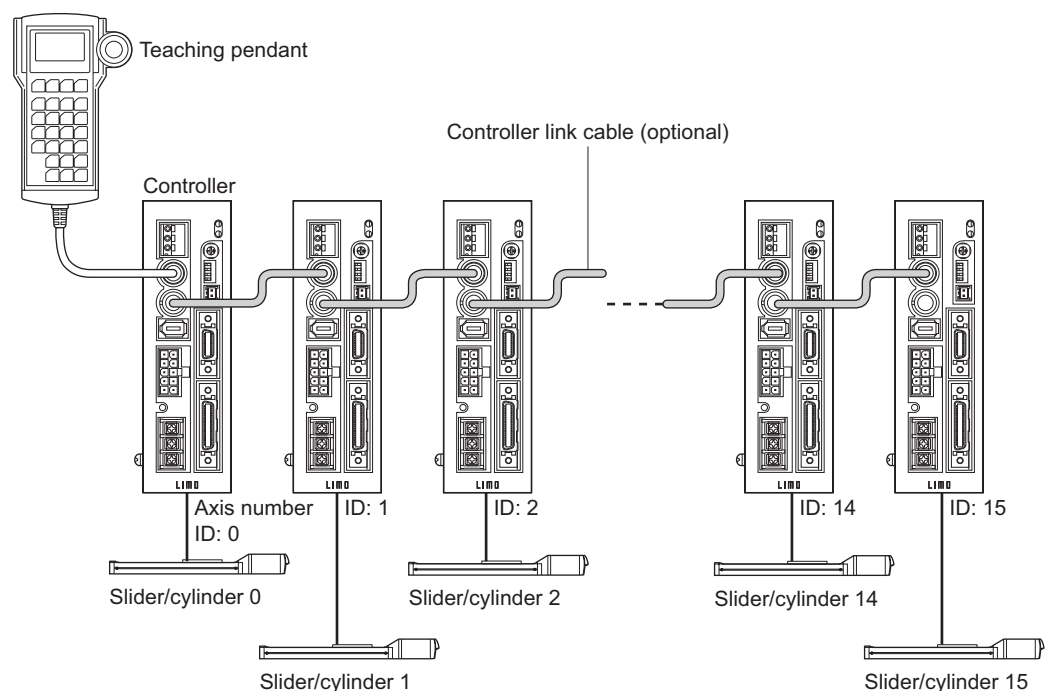 Teaching pendant
Controller link cable (optional)
Controller
LIMO
LIMO
LIMO
LIMO
LIMO
Axis number
ID: 0
ID: 1
ID: 2
ID: 14
ID: 15
Slider/cylinder 0
Slider/cylinder 2
Slider/cylinder 14
Slider/cylinder 1
Slider/cylinder 15